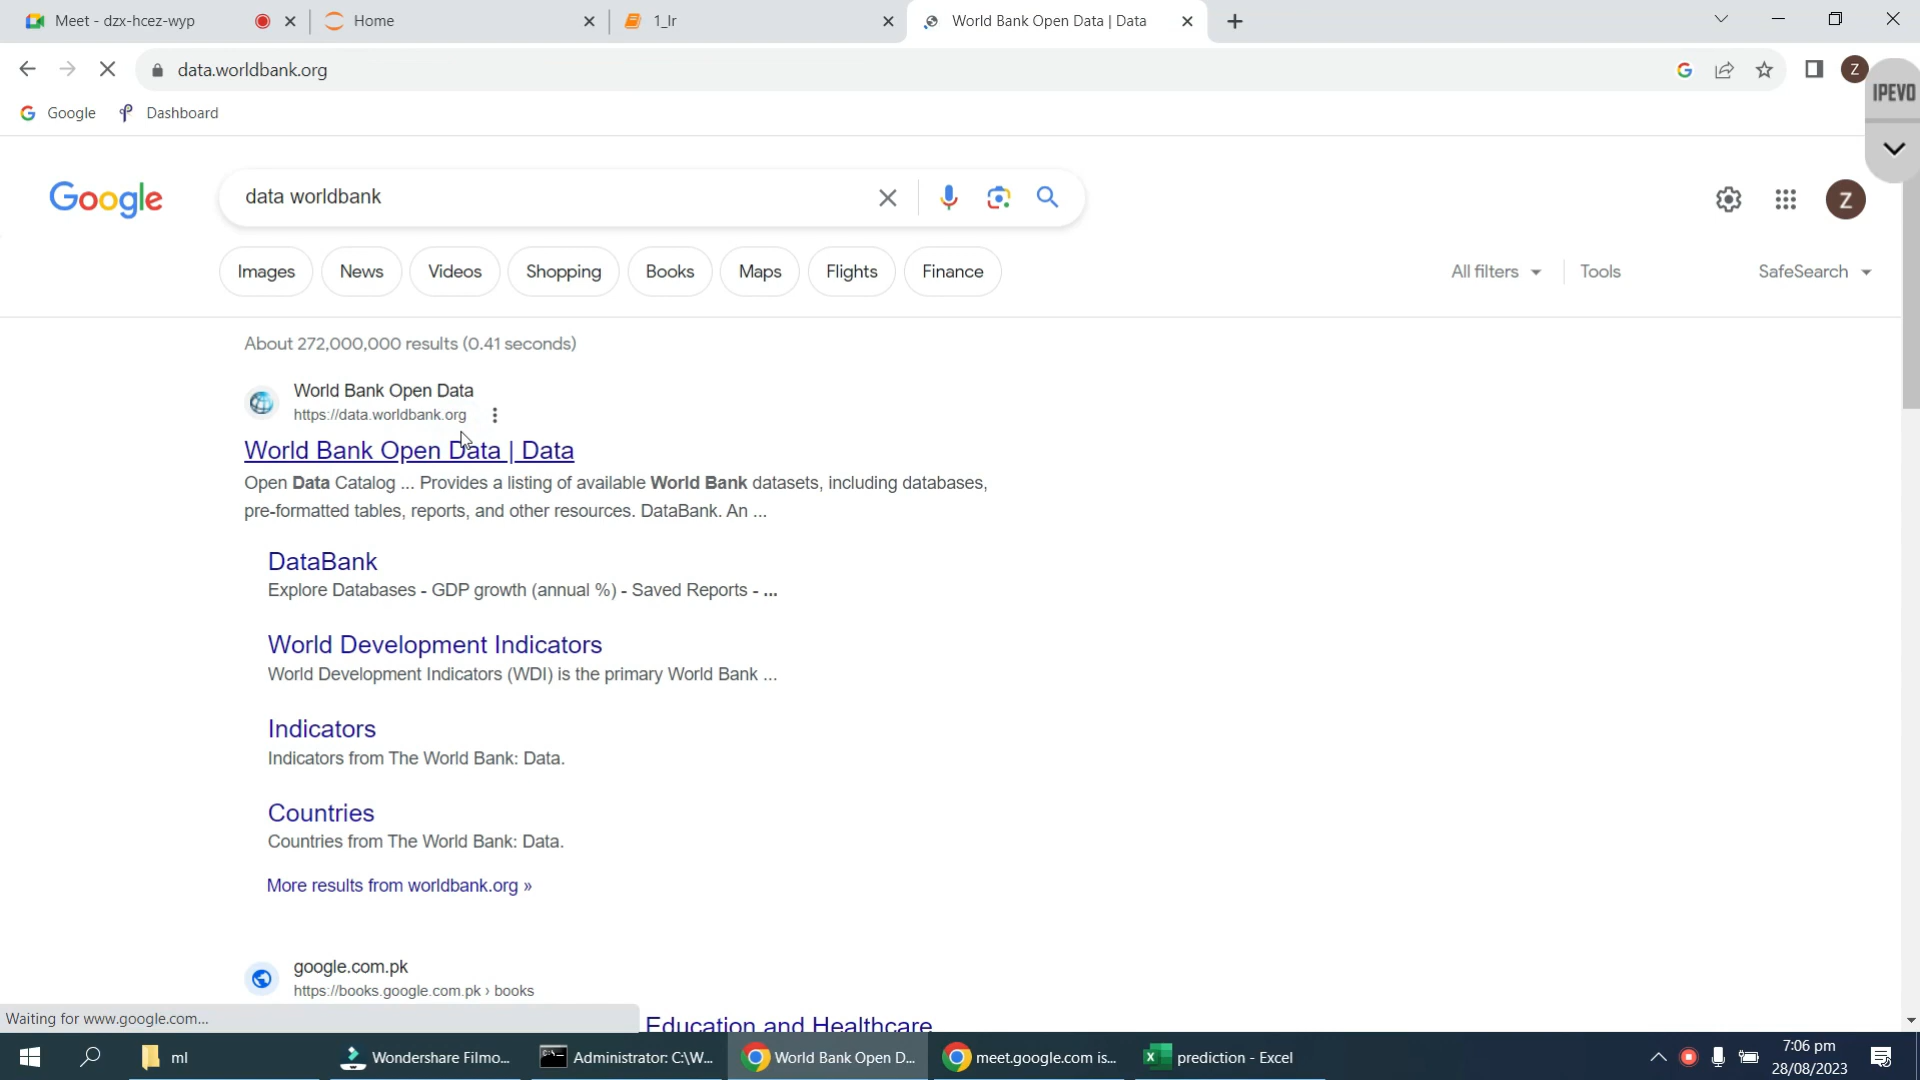 Meet - dzx-hcez-wyp
Home
1_lr
World Bank Open Data | Data
data.worldbank.org
Z
IPEVO
Google
Dashboard
Google
data worldbank
Z
Images
News
Videos
Shopping
Books
Maps
Flights
Finance
All filters
Tools
SafeSearch
About 272,000,000 results (0.41 seconds)
World Bank Open Data
https://data.worldbank.org
World Bank Open Data | Data
Open Data Catalog ... Provides a listing of available World Bank datasets, including databases,
pre-formatted tables, reports, and other resources. DataBank. An ...
DataBank
Explore Databases - GDP growth (annual %) - Saved Reports - ...
World Development Indicators
World Development Indicators (WDI) is the primary World Bank ...
Indicators
Indicators from The World Bank: Data.
Countries
Countries from The World Bank: Data.
More results from worldbank.org »
google.com.pk
https://books.google.com.pk › books
Waiting for www.google.com...
Education and Healthcare
ml
Wondershare Filmo...
Administrator: C:\W...
World Bank Open D...
meet.google.com is...
prediction - Excel
7:06 pm
28/08/2023